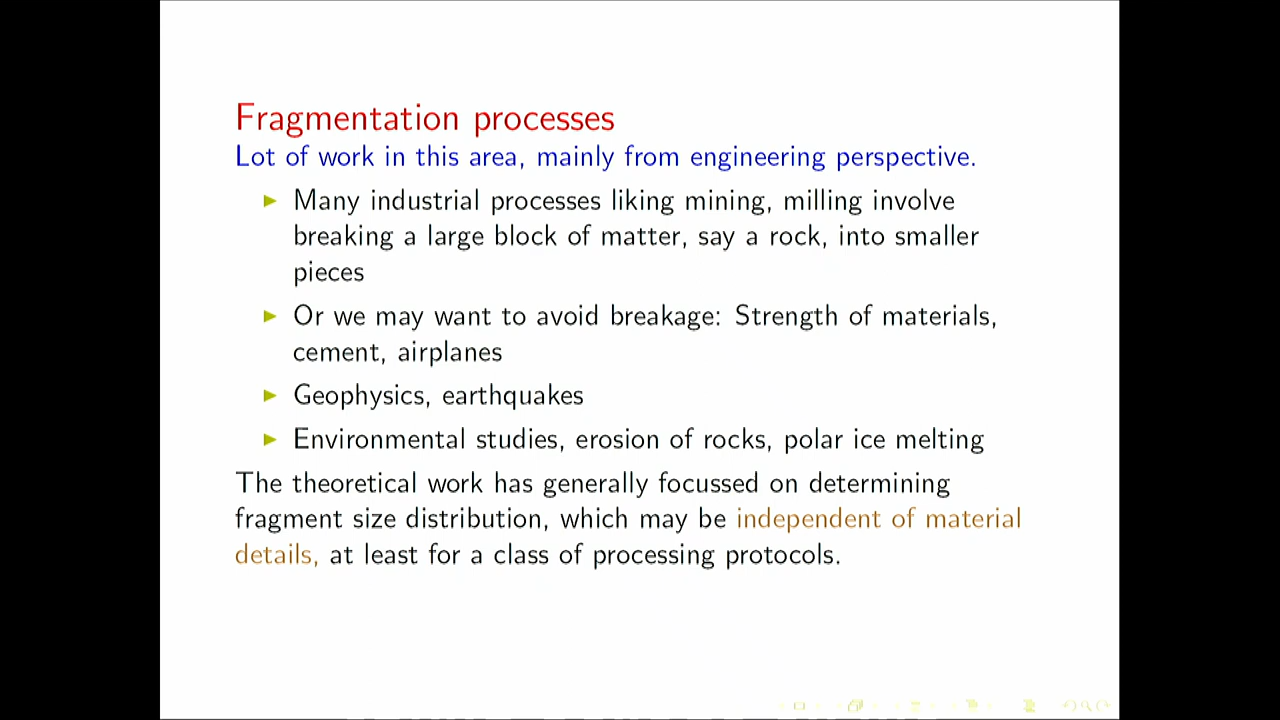 Fragmentation processes
Lot of work in this area, mainly from engineering perspective.
Many industrial processes liking mining, milling involve
breaking a large block of matter, say a rock, into smaller
pieces
Or we may want to avoid breakage: Strength of materials,
cement, airplanes
Geophysics, earthquakes
Environmental studies, erosion of rocks, polar ice melting
The theoretical work has generally focussed on determining
fragment size distribution, which may be independent of material
details, at least for a class of processing protocols.